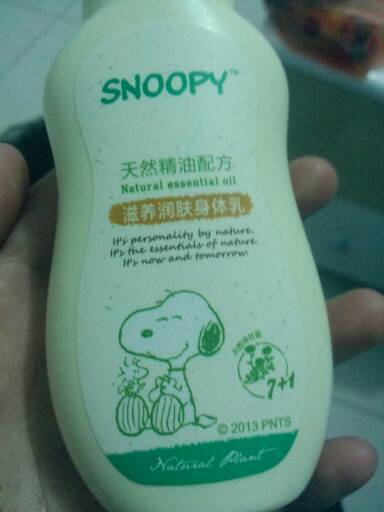 SNOOPY™
天然精油配方
Natural essential oil
滋养润肤身体乳
It's personality by nature.
It's the essentials of nature.
It's now and tomorrow.
7+1
© 2013 PNTS
Natural Plant